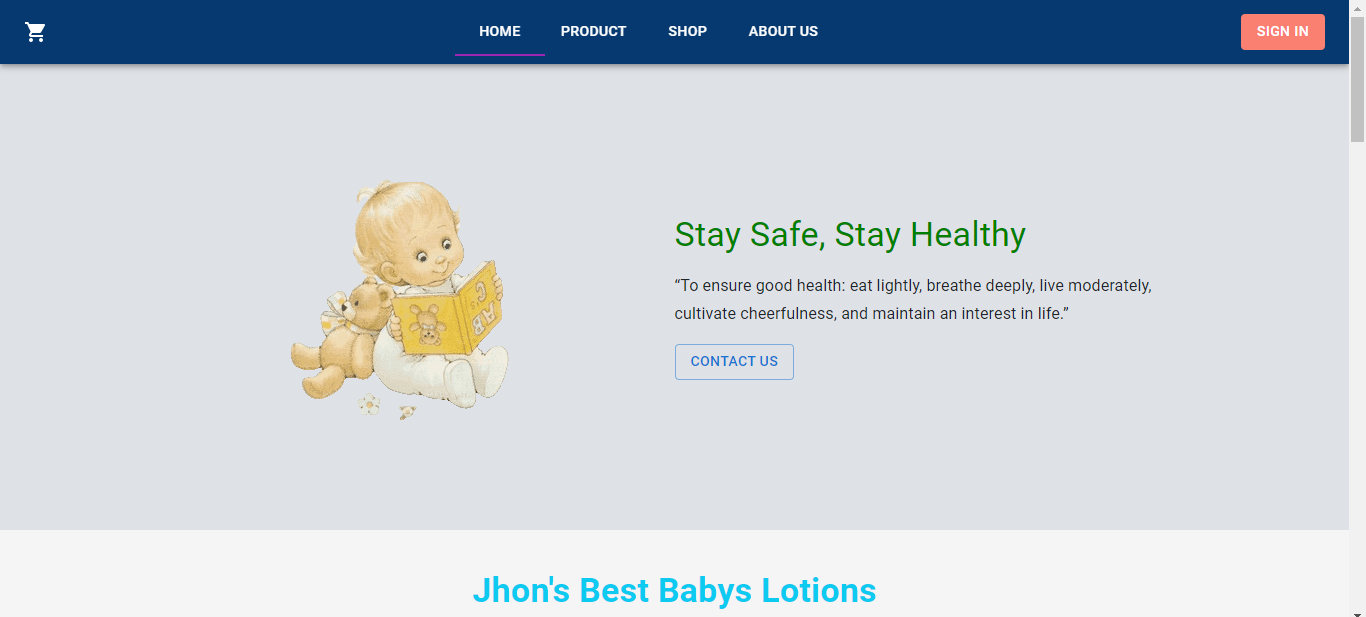 HOME PRODUCT SHOP ABOUT US SIGN IN
Stay Safe, Stay Healthy
“To ensure good health: eat lightly, breathe deeply, live moderately,
cultivate cheerfulness, and maintain an interest in life.”
CONTACT US
Jhon's Best Babys Lotions